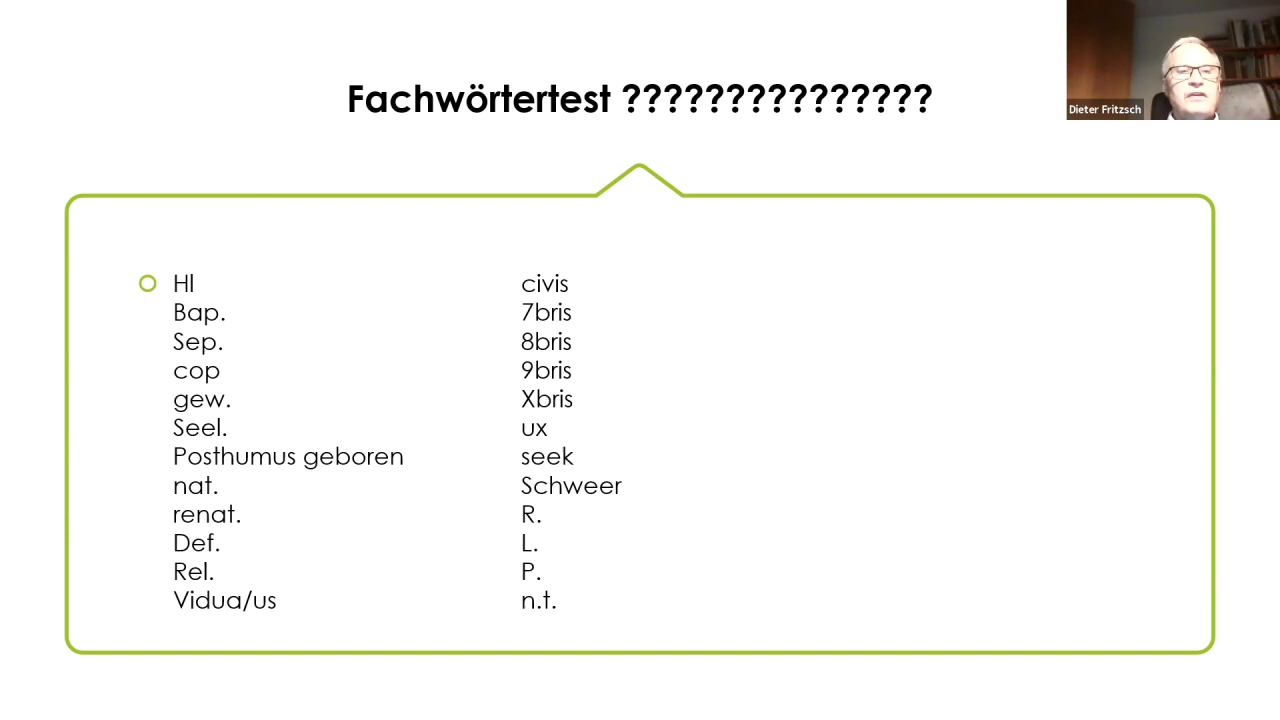 Fachwörtertest ???????????????
Dieter Fritzsch
Hl civis
Bap. 7bris
Sep. 8bris
cop 9bris
gew. Xbris
Seel. ux
Posthumus geboren seek
nat. Schweer
renat. R.
Def. L.
Rel. P.
Vidua/us n.t.